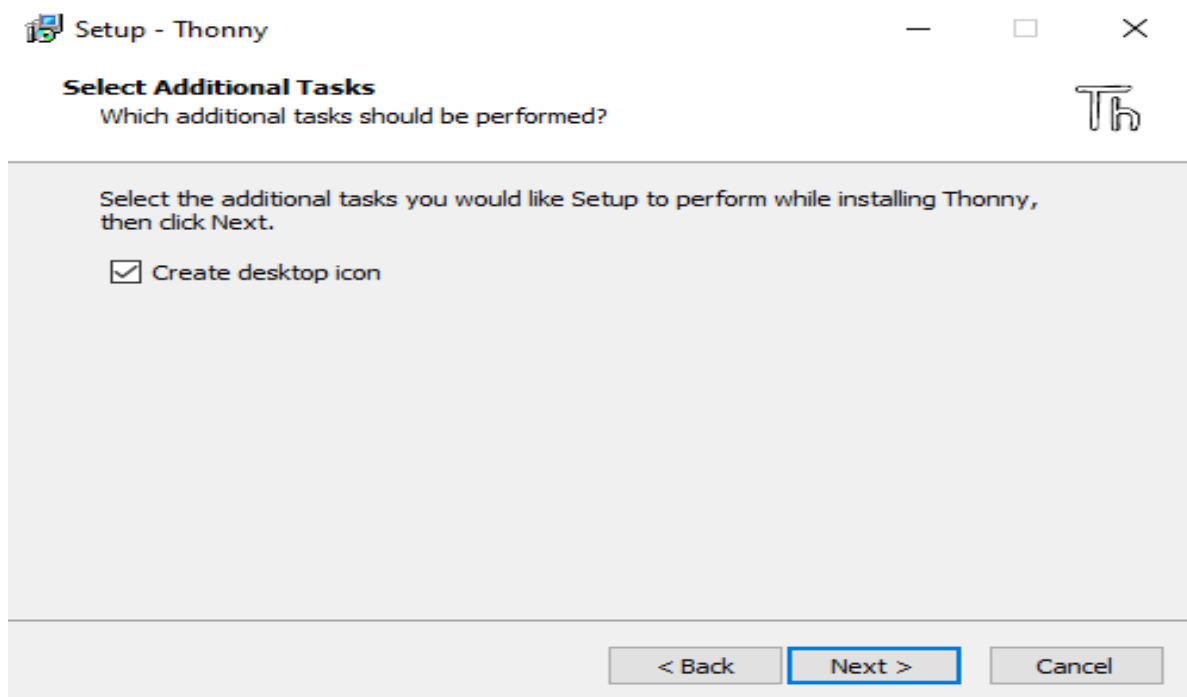 Setup - Thonny
Select Additional Tasks
Which additional tasks should be performed?
Th
Select the additional tasks you would like Setup to perform while installing Thonny,
then click Next.
Create desktop icon
< Back
Next >
Cancel